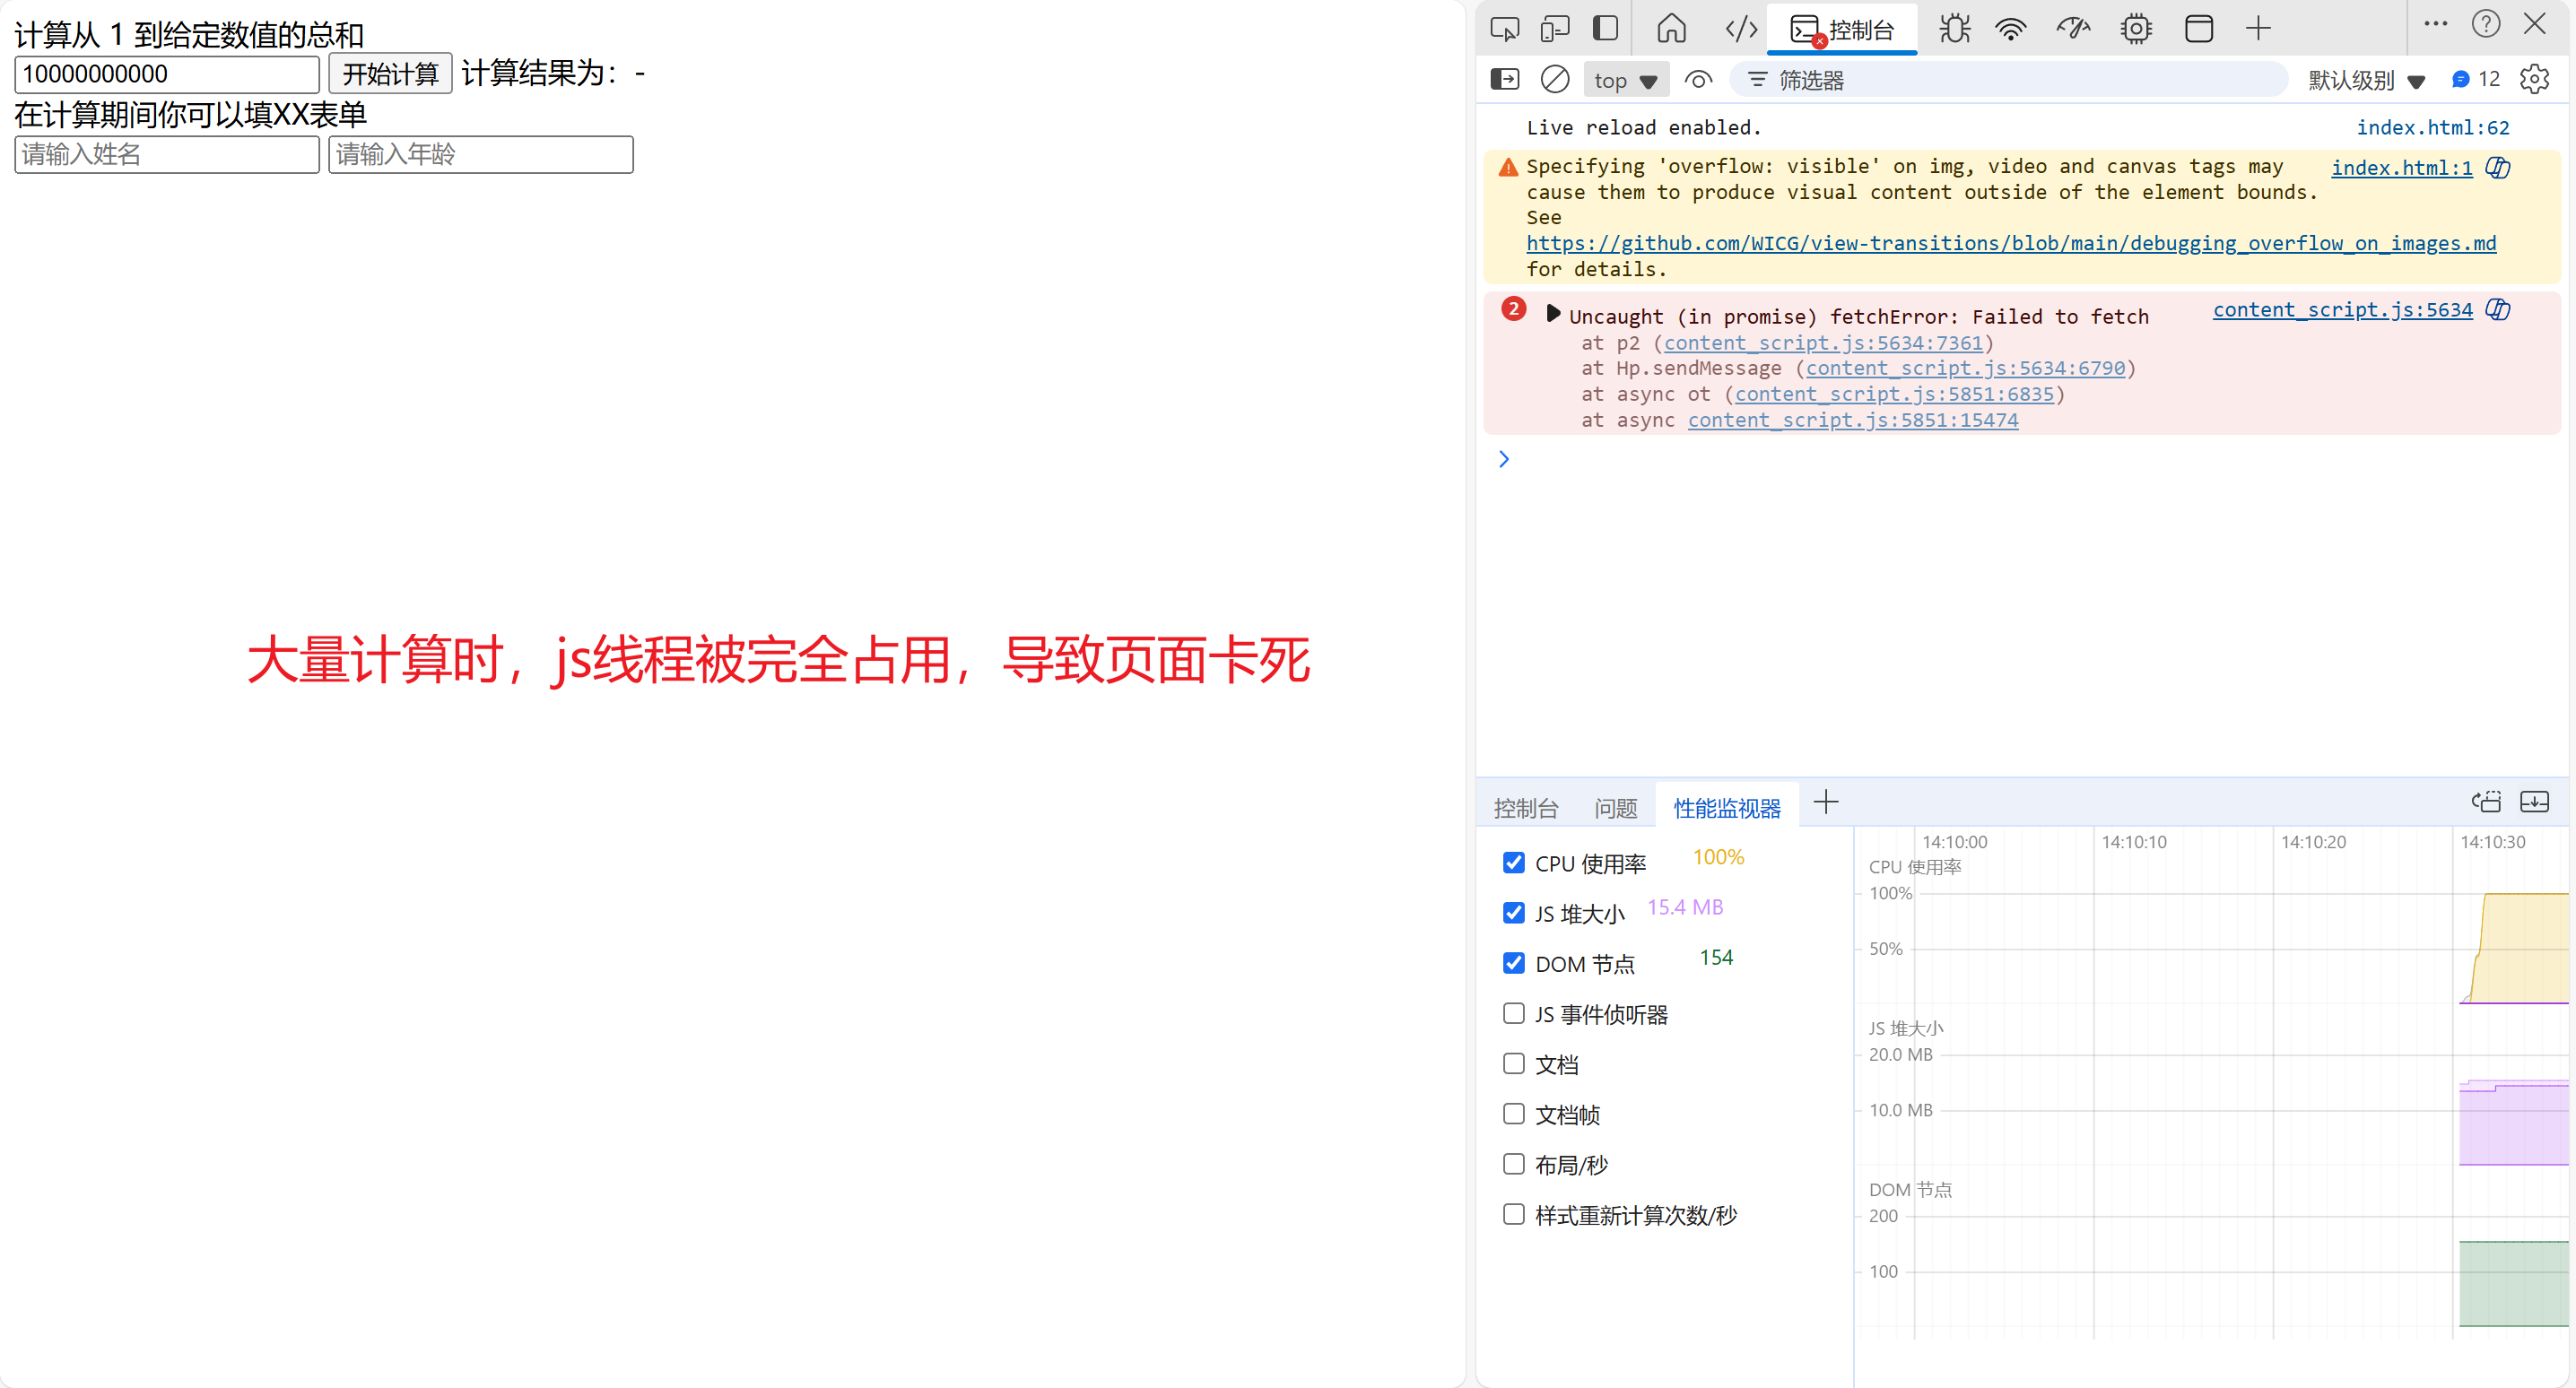 计算从 1 到给定数值的总和
10000000000 开始计算 计算结果为：-
在计算期间你可以填XX表单
请输入姓名 请输入年龄
大量计算时，js线程被完全占用，导致页面卡死
控制台
top 筛选器 默认级别 12
Live reload enabled. index.html:62
Specifying 'overflow: visible' on img, video and canvas tags may index.html:1
cause them to produce visual content outside of the element bounds.
See
https://github.com/WICG/view-transitions/blob/main/debugging_overflow_on_images.md
for details.
2 Uncaught (in promise) fetchError: Failed to fetch content_script.js:5634
at p2 (content_script.js:5634:7361)
at Hp.sendMessage (content_script.js:5634:6790)
at async ot (content_script.js:5851:6835)
at async content_script.js:5851:15474
控制台 问题 性能监视器
CPU 使用率 100%
JS 堆大小 15.4 MB
DOM 节点 154
JS 事件侦听器
文档
文档帧
布局/秒
样式重新计算次数/秒
14:10:00 14:10:10 14:10:20 14:10:30
CPU 使用率
100%
50%
JS 堆大小
20.0 MB
10.0 MB
DOM 节点
200
100